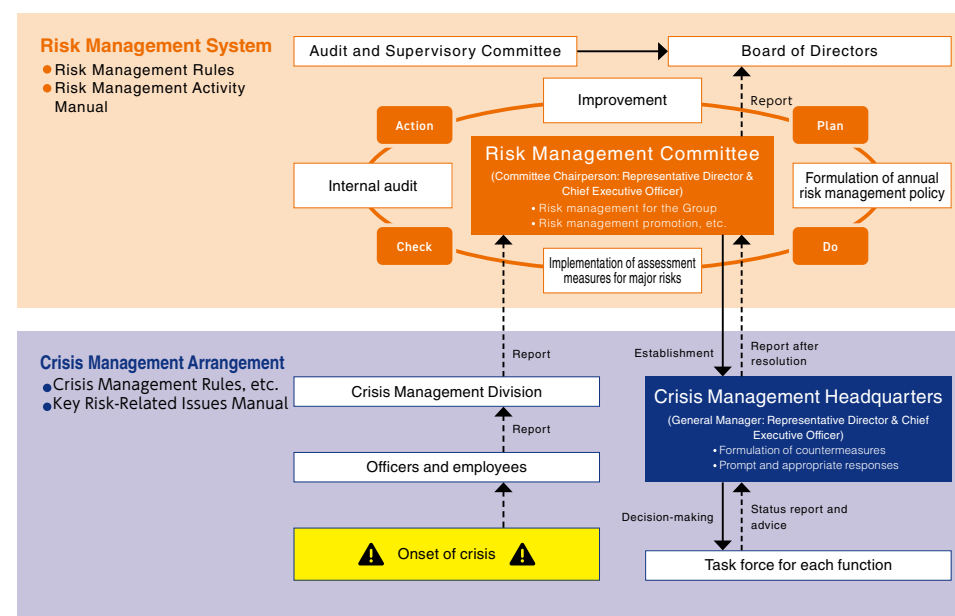 Risk Management System
● Risk Management Rules
● Risk Management Activity
Manual
Audit and Supervisory Committee
Board of Directors
Improvement
Report
Action
Plan
Risk Management Committee
(Committee Chairperson: Representative Director &
Chief Executive Officer)
• Risk management for the Group
• Risk management promotion, etc.
Internal audit
Formulation of annual
risk management policy
Check
Do
Implementation of assessment
measures for major risks
Crisis Management Arrangement
●Crisis Management Rules, etc.
●Key Risk-Related Issues Manual
Report
Establishment
Report after
resolution
Crisis Management Division
Report
Officers and employees
Onset of crisis
Crisis Management Headquarters
(General Manager: Representative Director & Chief
Executive Officer)
• Formulation of countermeasures
• Prompt and appropriate responses
Decision-making
Status report and
advice
Task force for each function